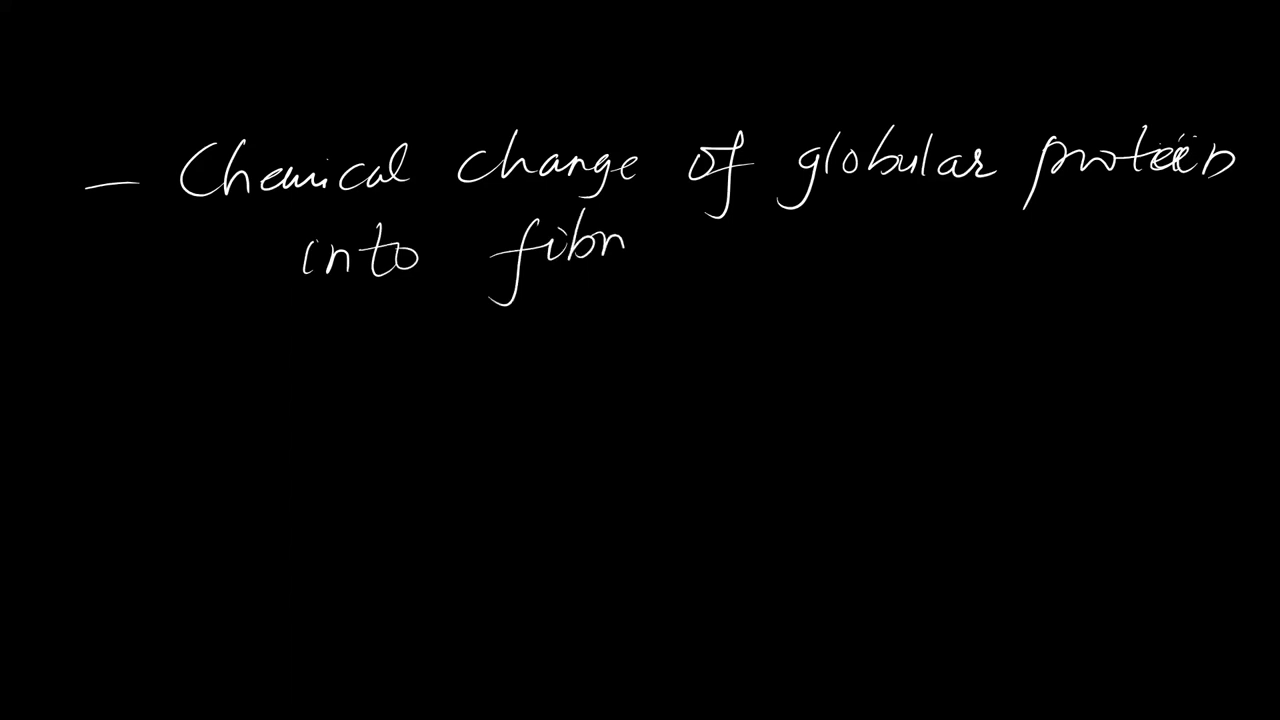 – Chemical change of globular protein
into fibr